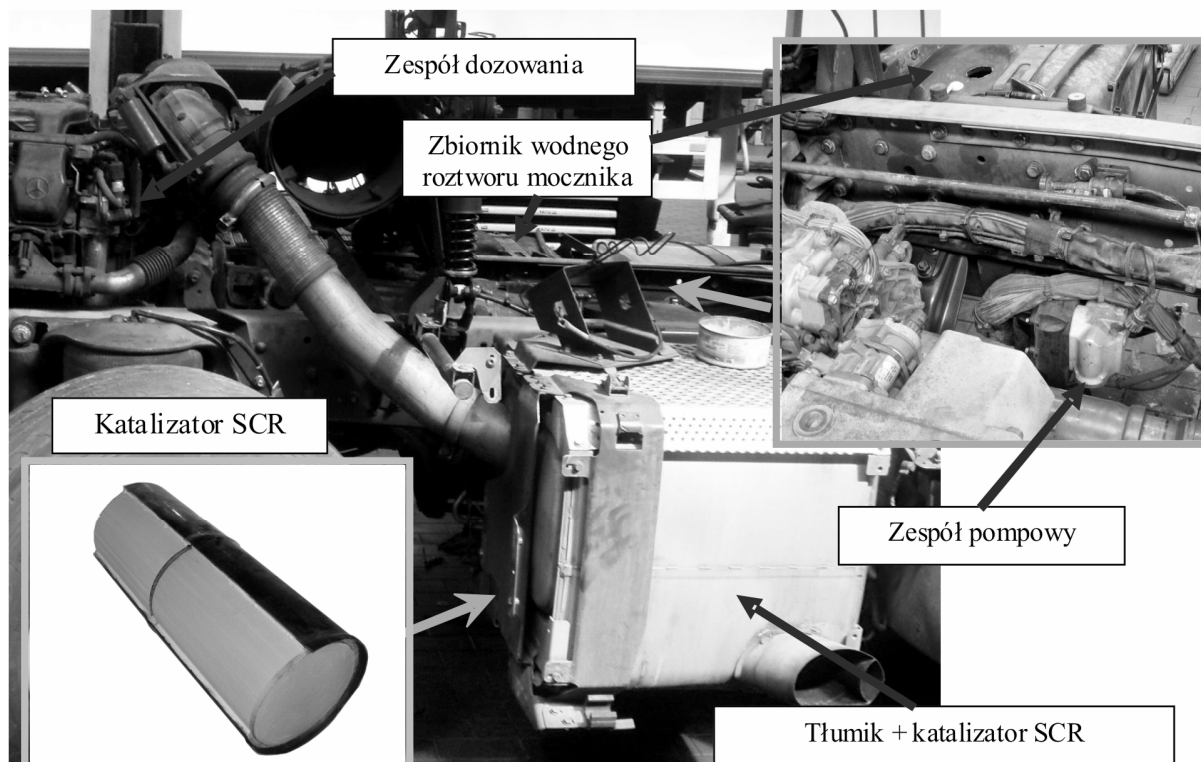 Zespół dozowania
Zbiornik wodnego
roztworu mocznika
Katalizator SCR
Zespół pompowy
Tłumik + katalizator SCR